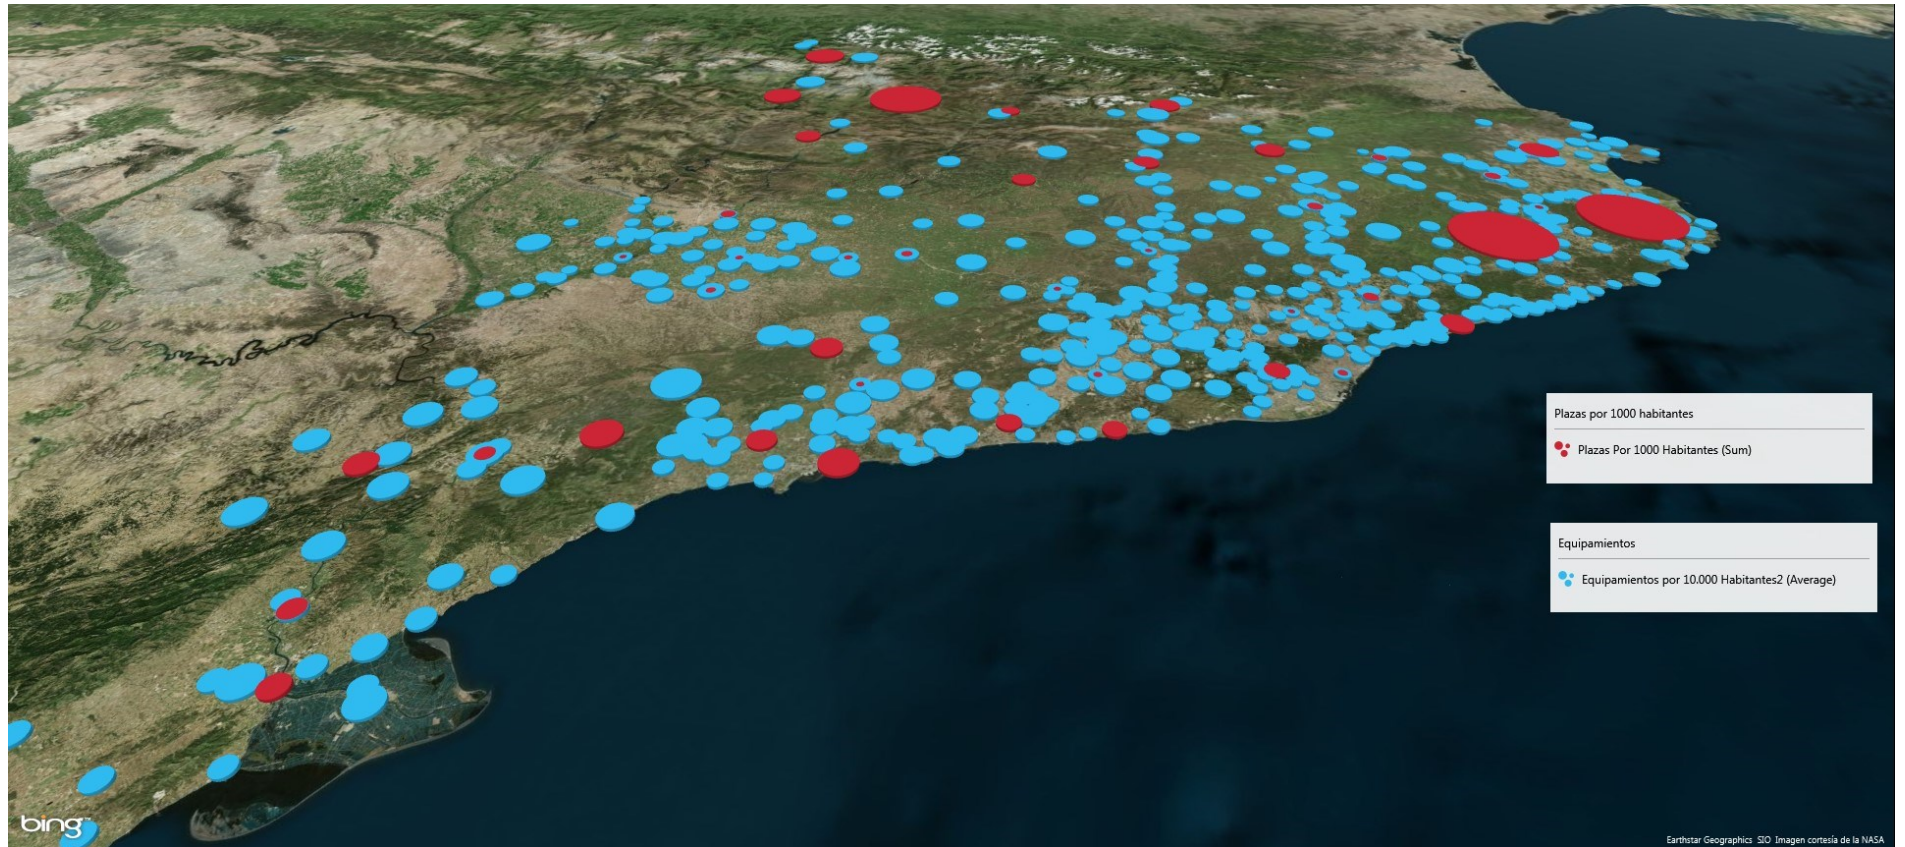 Plazas por 1000 habitantes
Plazas Por 1000 Habitantes (Sum)
Equipamientos
Equipamientos por 10.000 Habitantes2 (Average)
bing
Earthstar Geographics SIO Imagen cortesía de la NASA